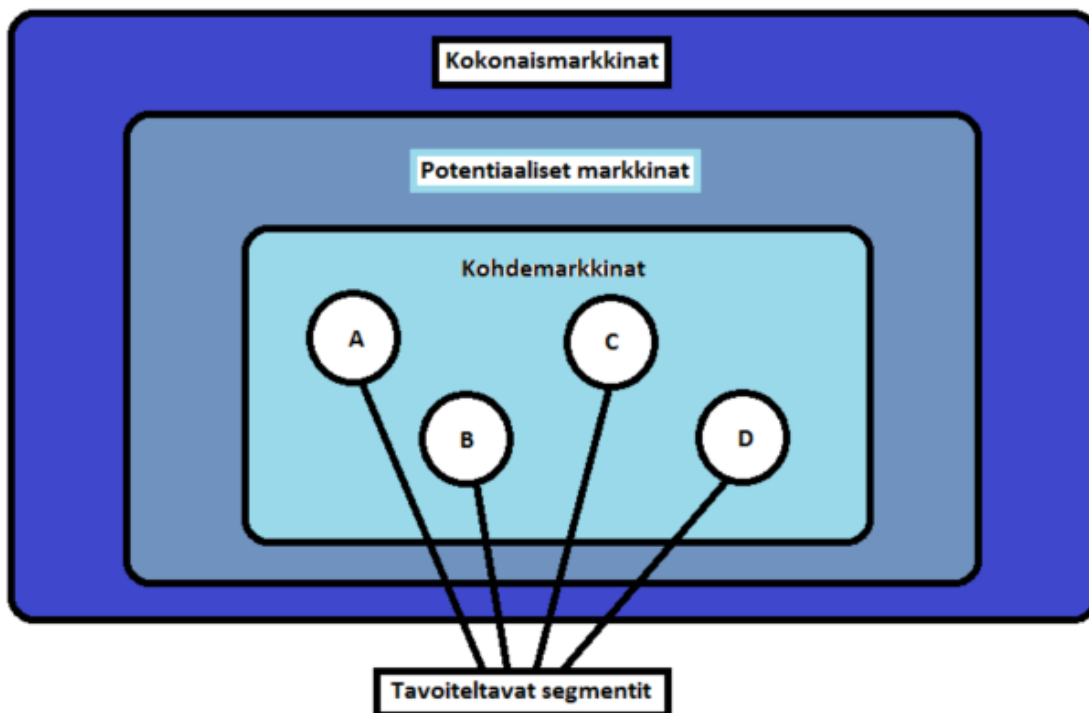 Kokonaismarkkinat
Potentiaaliset markkinat
Kohdemarkkinat
A
C
B
D
Tavoiteltavat segmentit